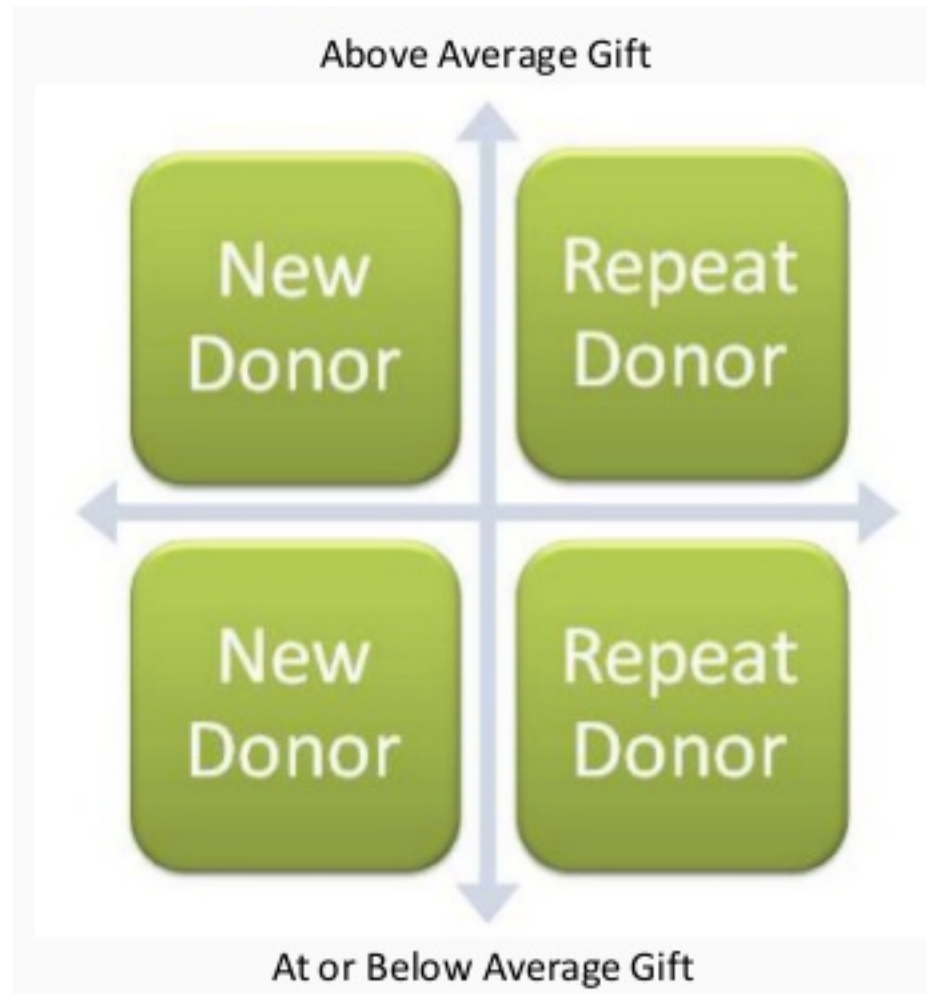 Above Average Gift
New
Donor
Repeat
Donor
New
Donor
Repeat
Donor
At or Below Average Gift